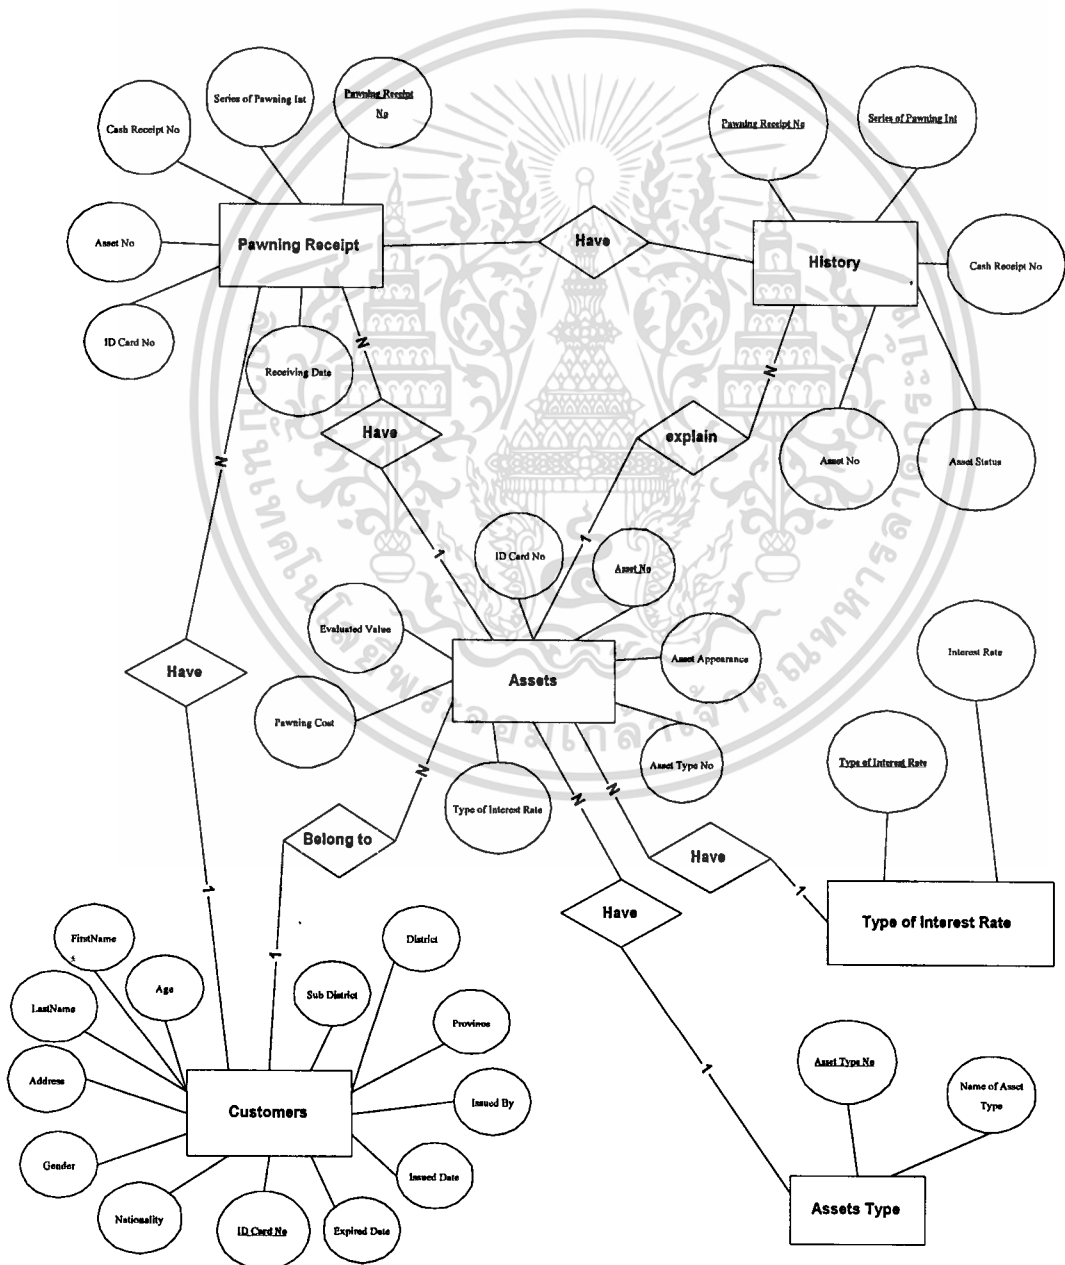 Series of Pawning Int
Pawning Receipt
No
Cash Receipt No
Pawning Receipt No
Series of Pawning Int
Asset No
Pawning Receipt
Have
History
Cash Receipt No
ID Card No
Receiving Date
N
N
N
Have
explain
Asset No
Asset Status
N
1
1
ID Card No
Asset No
Evaluated Value
Asset Appearance
Interest Rate
Have
Assets
Pawning Cost
Asset Type No
Type of Interest Rate
N
N
N
Type of Interest Rate
Belong to
Have
1
1
Have
Type of Interest Rate
FirstName
District
1
Age
Sub District
LastName
Province
1
Asset Type No
Name of Asset
Type
Address
Customers
Issued By
Gender
Issued Date
Nationality
ID Card No
Expired Date
Assets Type